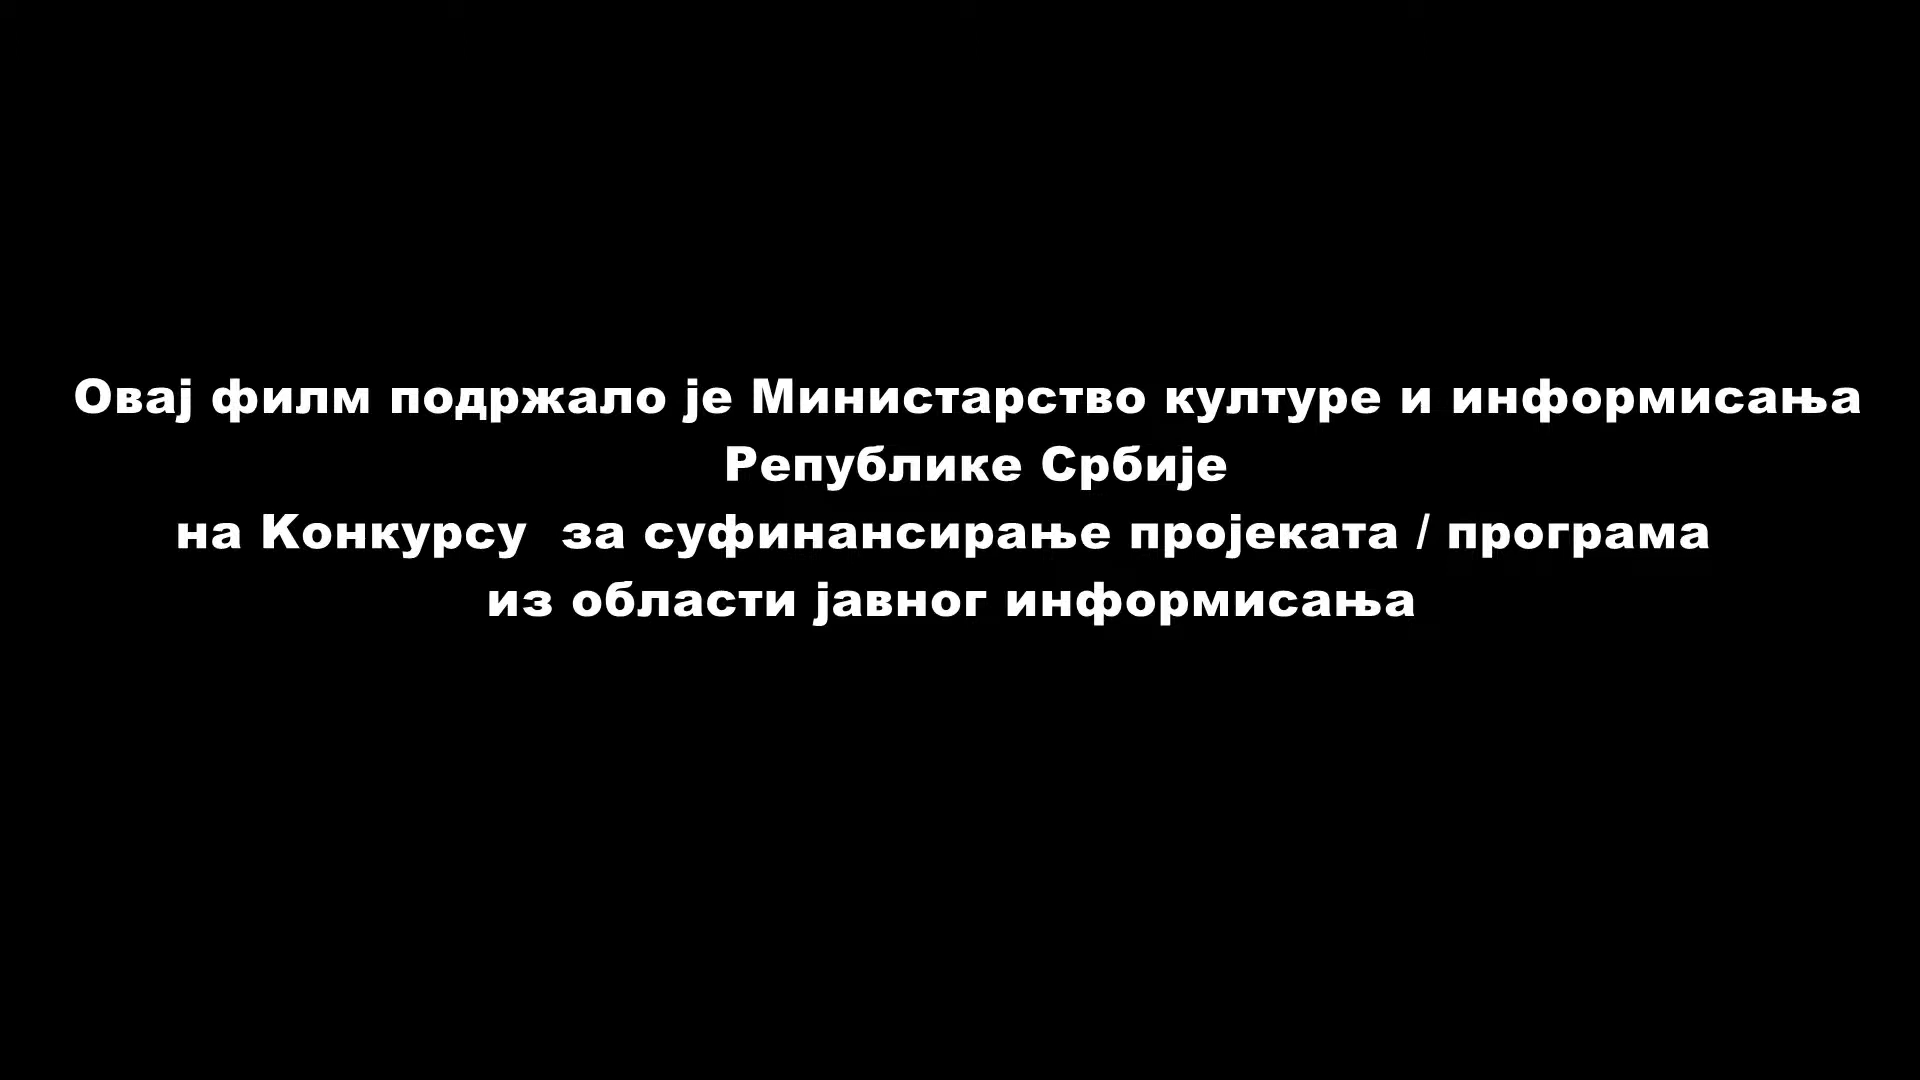 Овај филм подржало је Министарство културе и информисања
Републике Србије
на Конкурсу  за суфинансирање пројеката / програма
из области јавног информисања